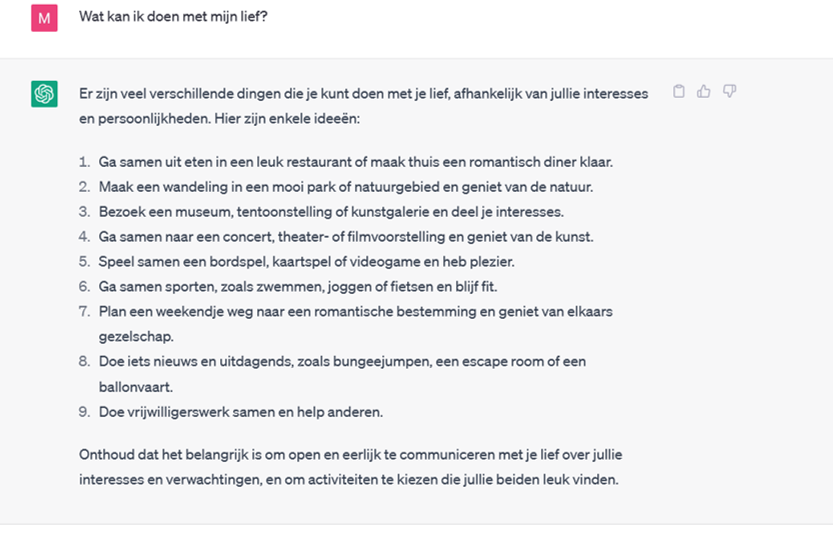 M
Wat kan ik doen met mijn lief?
Er zijn veel verschillende dingen die je kunt doen met je lief, afhankelijk van jullie interesses
en persoonlijkheden. Hier zijn enkele ideeën:
1. Ga samen uit eten in een leuk restaurant of maak thuis een romantisch diner klaar.
2. Maak een wandeling in een mooi park of natuurgebied en geniet van de natuur.
3. Bezoek een museum, tentoonstelling of kunstgalerie en deel je interesses.
4. Ga samen naar een concert, theater- of filmvoorstelling en geniet van de kunst.
5. Speel samen een bordspel, kaartspel of videogame en heb plezier.
6. Ga samen sporten, zoals zwemmen, joggen of fietsen en blijf fit.
7. Plan een weekendje weg naar een romantische bestemming en geniet van elkaars
gezelschap.
8. Doe iets nieuws en uitdagends, zoals bungeejumpen, een escape room of een
ballonvaart.
9. Doe vrijwilligerswerk samen en help anderen.
Onthoud dat het belangrijk is om open en eerlijk te communiceren met je lief over jullie
interesses en verwachtingen, en om activiteiten te kiezen die jullie beiden leuk vinden.